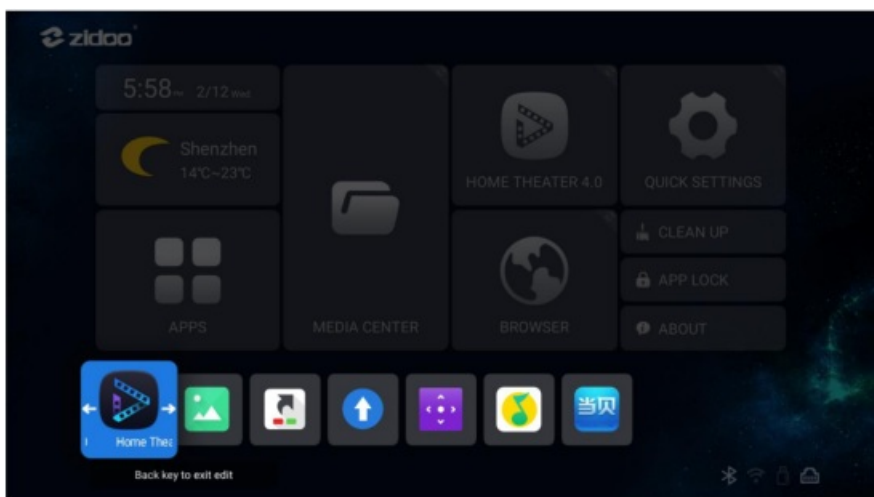 zidoo
5:58 2/12 Wed
Shenzhen
14℃~23℃
HOME THEATER 4.0
QUICK SETTINGS
CLEAN UP
APP LOCK
APPS
MEDIA CENTER
BROWSER
ABOUT
当贝
Home Thea
Back key to exit edit